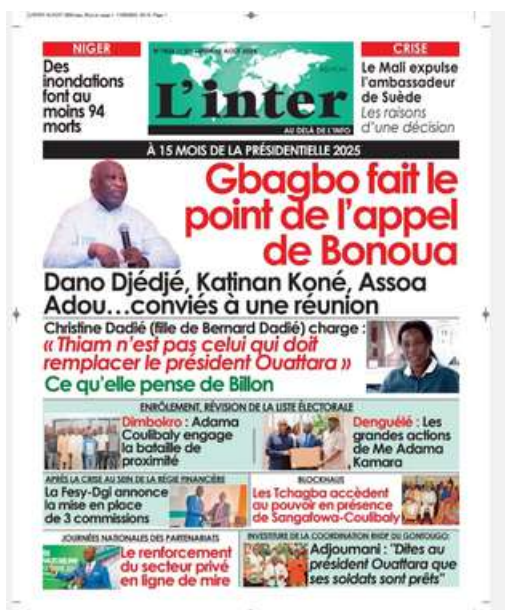 NIGER
Des
inondations
font au
moins 94
morts
L'inter
AU DELÀ DE L'INFO
CRISE
Le Mali expulse
l'ambassadeur
de Suède
Les raisons
d'une décision
À 15 MOIS DE LA PRÉSIDENTIELLE 2025
Gbagbo fait le
point de l'appel
de Bonoua
Dano Djédjé, Katinan Koné, Assoa
Adou...conviés à une réunion
Christine Dadié (fille de Bernard Dadié) charge :
« Thiam n'est pas celui qui doit
remplacer le président Ouattara »
Ce qu'elle pense de Billon
ENRÔLEMENT, RÉVISION DE LA LISTE ÉLECTORALE
Dimbokro : Adama
Coulibaly engage
la bataille de
proximité
Denguélé : Les
grandes actions
de Me Adama
Kamara
APRÈS LA CRISE AU SEIN DE LA RÉGIE FINANCIÈRE
La Fesy-Dgi annonce
la mise en place
de 3 commissions
BLOCKHAUS
Les Tchagba accèdent
au pouvoir en présence
de Sangafowa-Coulibaly
JOURNÉES NATIONALES DES PARTENARIATS
Le renforcement
du secteur privé
en ligne de mire
INVESTITURE DE LA COORDINATION RHDP DU GONTOUGO
Adjoumani : "Dites au
président Ouattara que
ses soldats sont prêts"